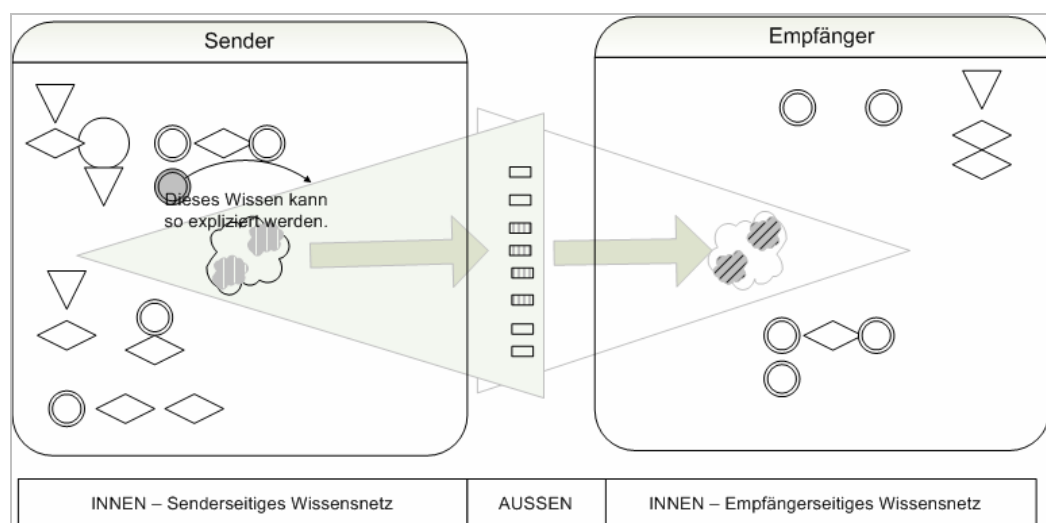 Sender
Empfänger
Dieses Wissen kann
so expliziert werden.
INNEN – Senderseitiges Wissensnetz
AUSSEN
INNEN – Empfängerseitiges Wissensnetz